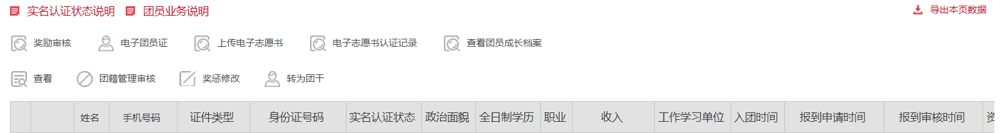 实名认证状态说明 团员业务说明 导出本页数据
奖励审核 电子团员证 上传电子志愿书 电子志愿书认证记录 查看团员成长档案
查看 团籍管理审核 奖惩修改 转为团干
姓名 手机号码 证件类型 身份证号码 实名认证状态 政治面貌 全日制学历 职业 收入 工作学习单位 入团时间 报到申请时间 报到审核时间